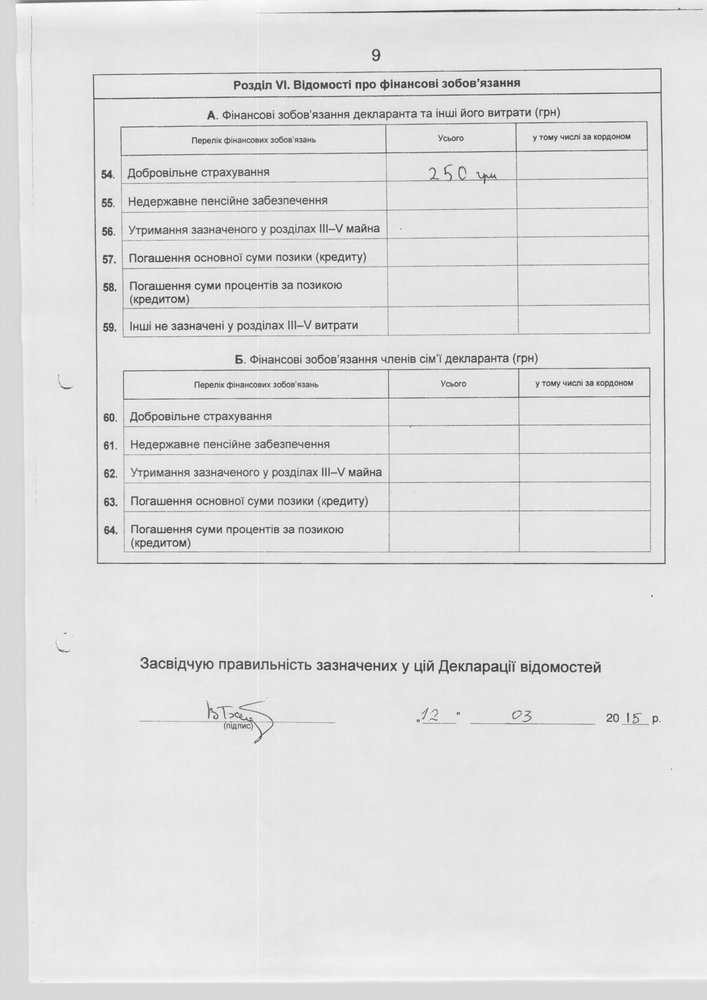 9
Розділ VI. Відомості про фінансові зобов’язання
А. Фінансові зобов’язання декларанта та інші його витрати (грн)
Перелік фінансових зобов’язань Усього у тому числі за кордоном
54. Добровільне страхування 250 грн
55. Недержавне пенсійне забезпечення
56. Утримання зазначеного у розділах III–V майна
57. Погашення основної суми позики (кредиту)
58. Погашення суми процентів за позикою
(кредитом)
59. Інші не зазначені у розділах III–V витрати
Б. Фінансові зобов’язання членів сім’ї декларанта (грн)
Перелік фінансових зобов’язань Усього у тому числі за кордоном
60. Добровільне страхування
61. Недержавне пенсійне забезпечення
62. Утримання зазначеного у розділах III–V майна
63. Погашення основної суми позики (кредиту)
64. Погашення суми процентів за позикою
(кредитом)
Засвідчую правильність зазначених у цій Декларації відомостей
„12” 03 2015 р.
(підпис)